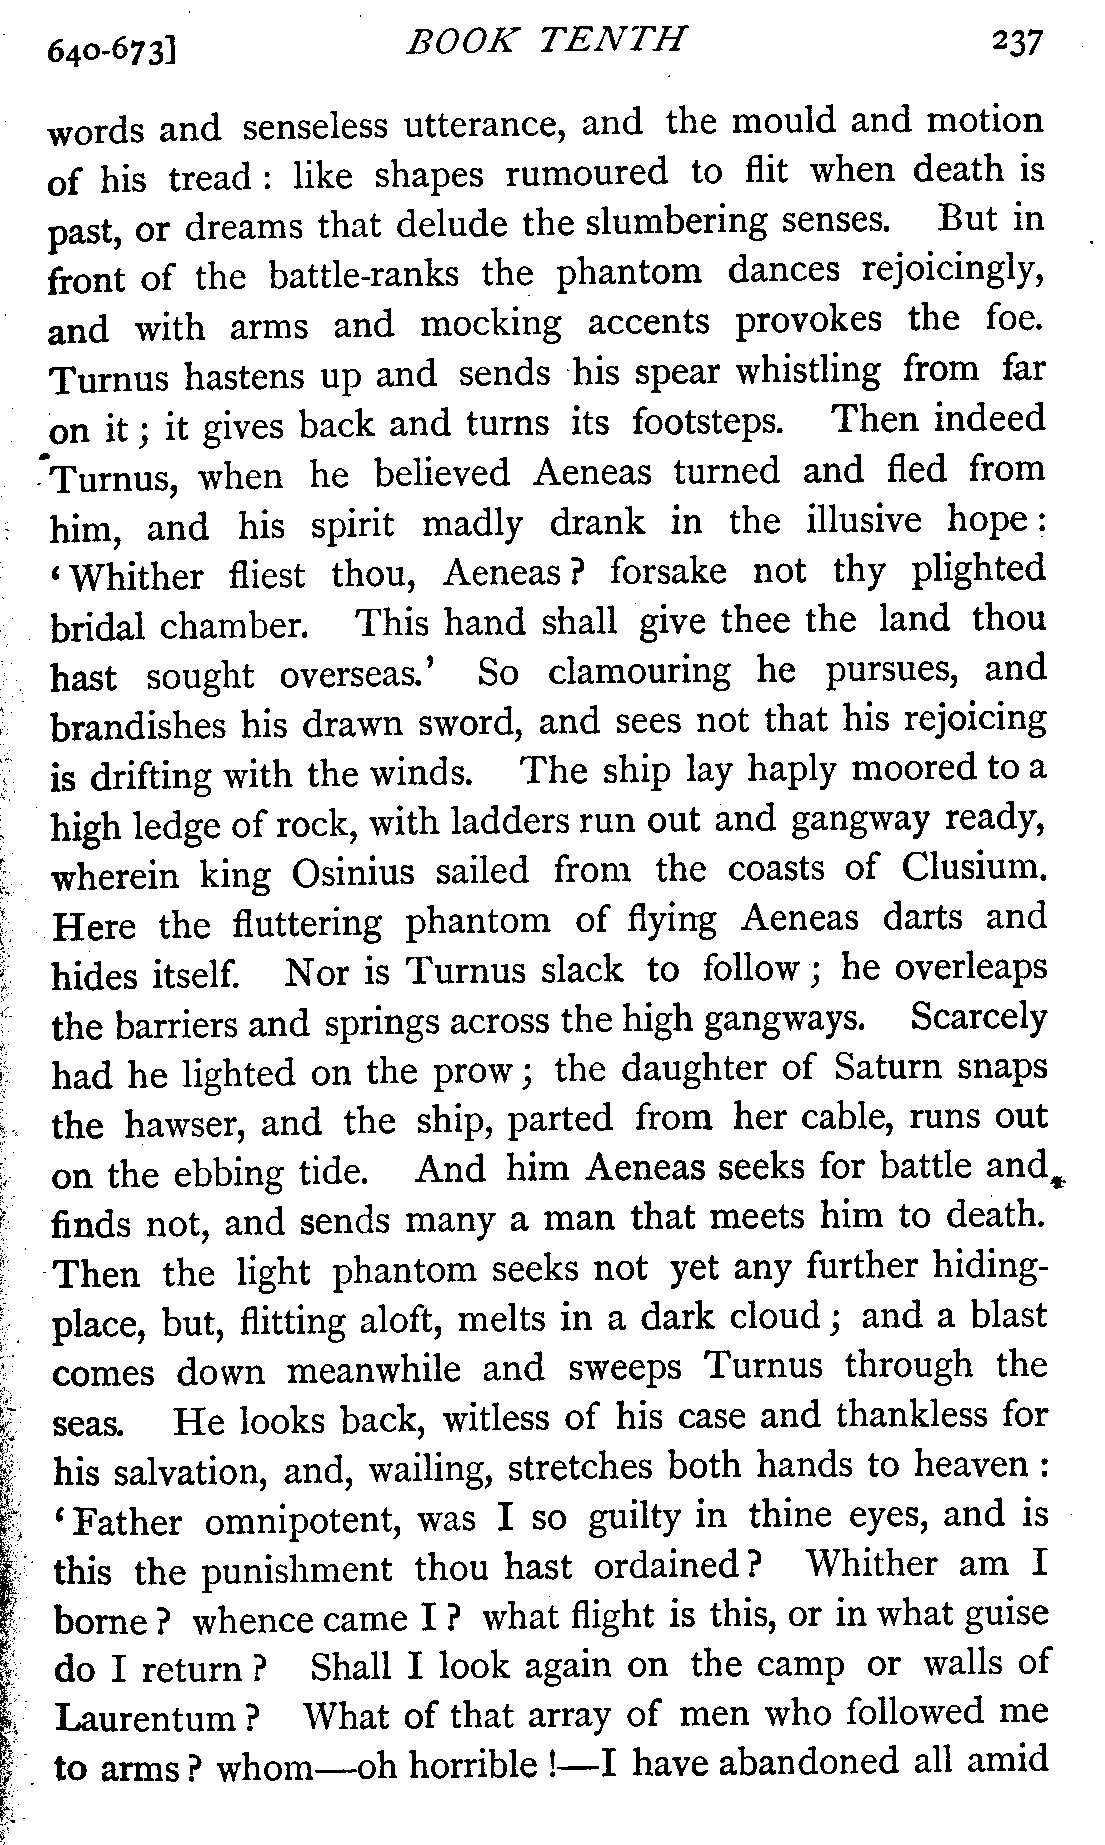 640-673] BOOK TENTH 237
words and senseless utterance, and the mould and motion
of his tread : like shapes rumoured to flit when death is
past, or dreams that delude the slumbering senses. But in
front of the battle-ranks the phantom dances rejoicingly,
and with arms and mocking accents provokes the foe.
Turnus hastens up and sends his spear whistling from far
on it ; it gives back and turns its footsteps. Then indeed
Turnus, when he believed Aeneas turned and fled from
him, and his spirit madly drank in the illusive hope :
‘ Whither fliest thou, Aeneas ? forsake not thy plighted
bridal chamber. This hand shall give thee the land thou
hast sought overseas.’ So clamouring he pursues, and
brandishes his drawn sword, and sees not that his rejoicing
is drifting with the winds. The ship lay haply moored to a
high ledge of rock, with ladders run out and gangway ready,
wherein king Osinius sailed from the coasts of Clusium.
Here the fluttering phantom of flying Aeneas darts and
hides itself. Nor is Turnus slack to follow ; he overleaps
the barriers and springs across the high gangways. Scarcely
had he lighted on the prow ; the daughter of Saturn snaps
the hawser, and the ship, parted from her cable, runs out
on the ebbing tide. And him Aeneas seeks for battle and
finds not, and sends many a man that meets him to death.
Then the light phantom seeks not yet any further hiding-
place, but, flitting aloft, melts in a dark cloud ; and a blast
comes down meanwhile and sweeps Turnus through the
seas. He looks back, witless of his case and thankless for
his salvation, and, wailing, stretches both hands to heaven :
‘ Father omnipotent, was I so guilty in thine eyes, and is
this the punishment thou hast ordained ? Whither am I
borne ? whence came I ? what flight is this, or in what guise
do I return ? Shall I look again on the camp or walls of
Laurentum ? What of that array of men who followed me
to arms ? whom—oh horrible !—I have abandoned all amid